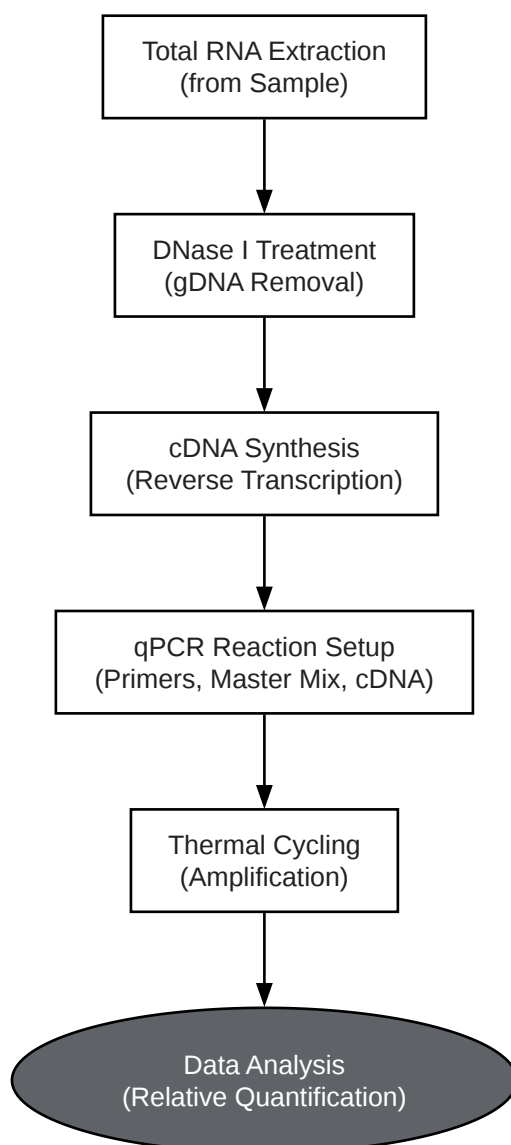 Total RNA Extraction
(from Sample)
DNase I Treatment
(gDNA Removal)
cDNA Synthesis
(Reverse Transcription)
qPCR Reaction Setup
(Primers, Master Mix, cDNA)
Thermal Cycling
(Amplification)
Data Analysis
(Relative Quantification)